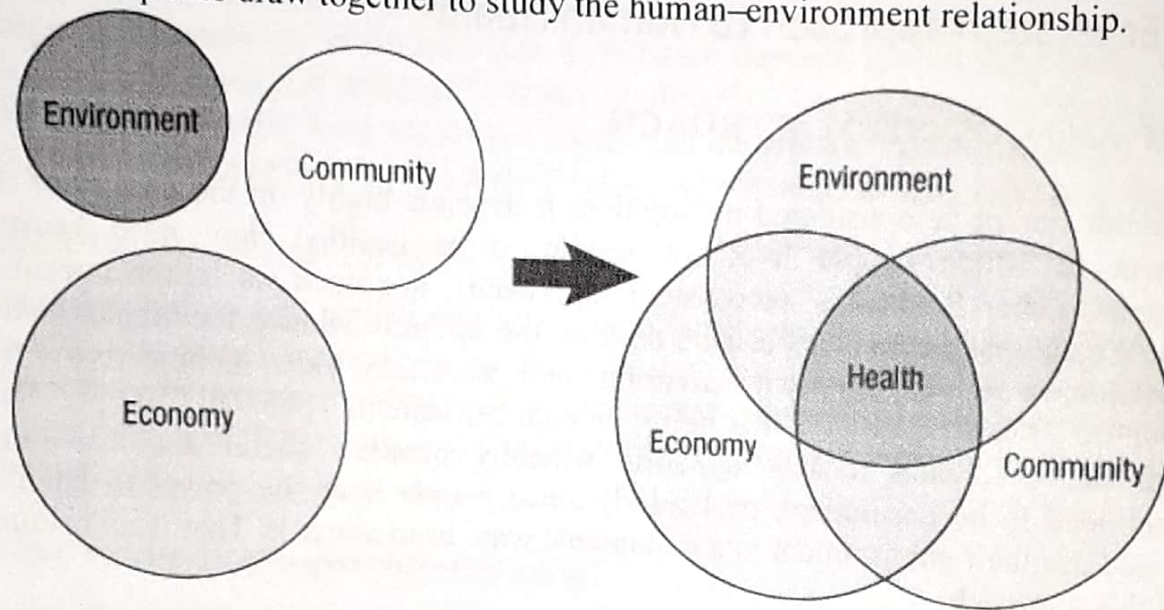 draw together to study the human–environment relationship.
Environment
Community
Economy
Environment
Health
Economy
Community